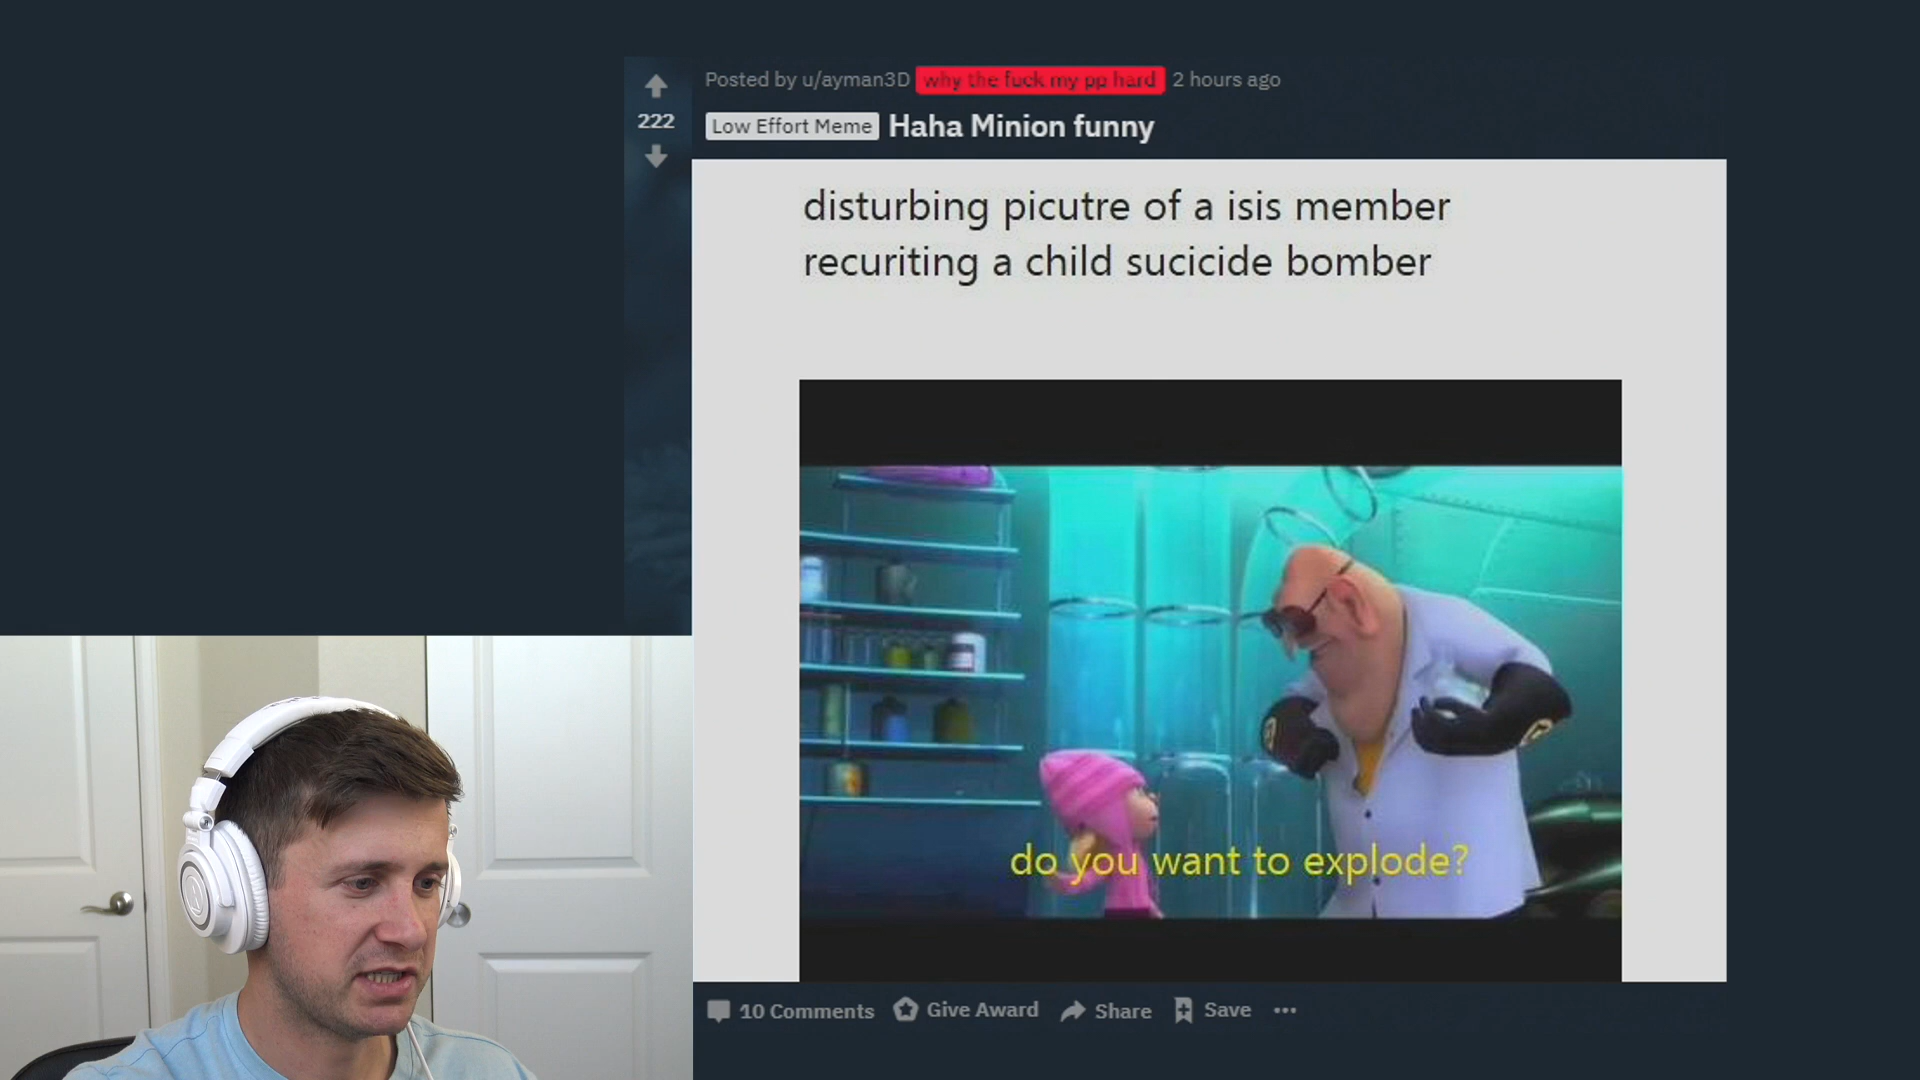 Posted by u/ayman3D why the fuck my pp hard 2 hours ago
222
Low Effort Meme Haha Minion funny
disturbing picutre of a isis member
recuriting a child sucicide bomber
do you want to explode?
10 Comments Give Award Share Save ···